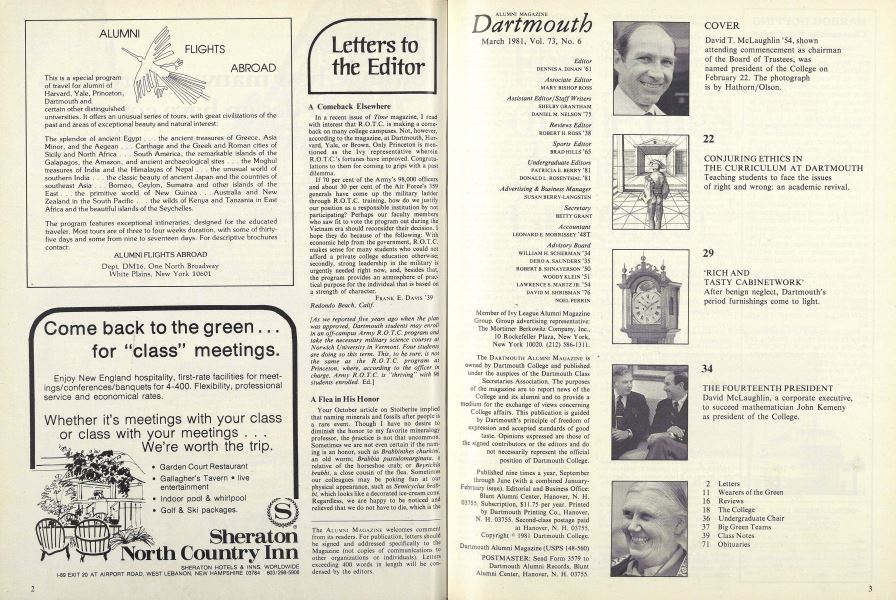 ALUMNI
FLIGHTS
ABROAD
This is a special program
of travel for alumni of
Harvard, Yale, Princeton,
Dartmouth and
certain other distinguished
universities. It offers an unusual series of tours, with great civilizations of the
past and areas of exceptional beauty and natural interest:
The splendor of ancient Egypt . . . the ancient treasures of Greece, Asia
Minor, and the Aegean . . . Carthage and the Greek and Roman cities of
Sicily and North Africa . . . South America, the remarkable islands of the
Galapagos, the Amazon, and ancient archaeological sites . . . the Moghul
treasures of India and the Himalayas of Nepal . . . the unusual world of
southern India . . . the classic beauty of ancient Japan and the countries of
southeast Asia . . . Borneo, Ceylon, Sumatra and other islands of the
East . . . the primitive world of New Guinea . . . Australia and New
Zealand in the South Pacific . . . the wilds of Kenya and Tanzania in East
Africa and the beautiful islands of the Seychelles.
The program features exceptional itineraries, designed for the educated
traveler. Most tours are of three to four weeks duration, with some of thirty-
five days and some from nine to seventeen days. For descriptive brochures
contact:
ALUMNI FLIGHTS ABROAD
Dept. DM16, One North Broadway
White Plains, New York 10601
Come back to the green . . .
for "class" meetings.
Enjoy New England hospitality, first-rate facilities for meet-
ings/conferences/banquets for 4-400. Flexibility, professional
service and economical rates.
Whether it's meetings with your class
or class with your meetings . . .
We're worth the trip.
• Garden Court Restaurant
• Gallagher's Tavern • live
entertainment
• Indoor pool & whirlpool
• Golf & Ski packages.
S
Sheraton
North Country Inn
SHERATON HOTELS & INNS, WORLDWIDE
I-89 EXIT 20 AT AIRPORT ROAD, WEST LEBANON, NEW HAMPSHIRE 03784 603/298-5906
2
Letters to
the Editor
A Comeback Elsewhere
In a recent issue of Time magazine, I read
with interest that R.O.T.C. is making a come-
back on many college campuses. Not, however,
according to the magazine, at Dartmouth, Har-
vard, Yale, or Brown. Only Princeton is men-
tioned as the Ivy representative wherein
R.O.T.C.'s fortunes have improved. Congratu-
lations to them for coming to grips with a past
dilemma.
If 70 per cent of the Army's 98,000 officers
and about 30 per cent of the Air Force's 359
generals have come up the military ladder
through R.O.T.C. training, how do we justify
our position as a responsible institution by not
participating? Perhaps our faculty members
who saw fit to vote the program out during the
Vietnam era should reconsider their decision. I
hope they do because of the following: With
economic help from the government, R.O.T.C.
makes sense for many students who could not
afford a private college education otherwise;
secondly, strong leadership in the military is
urgently needed right now, and, besides that,
the program provides an atmosphere of prac-
tical purpose for the individual that is based on
a strength of character.
FRANK E. DAVIS '39
Redondo Beach, Calif.
[As we reported five years ago when the plan
was approved, Dartmouth students may enroll
in an off-campus Army R.O.T.C. program and
take the necessary military science courses at
Norwich University in Vermont. Four students
are doing so this term. This, to be sure, is not
the same as the R.O.T.C. program at
Princeton, where, according to the officer in
charge, Army R.O.T.C. is "thriving" with 98
students enrolled. Ed.]
A Flea in His Honor
Your October article on Stoiberite implied
that naming minerals and fossils after people is
a rare event. Though I have no desire to
diminish the honor to my favorite mineralogy
professor, the practice is not that uncommon.
Sometimes we are not even certain if the nam-
ing is an honor, such as Brabbinthes churkini,
an old worm; Brabbia pustulomarginata, a
relative of the horseshoe crab; or Beyrichia
brabbi, a close cousin of the flea. Sometimes
our colleagues may be poking fun at our
physical appearance, such as Semicyclus brab-
bi, which looks like a decorated ice-cream cone.
Regardless, we are happy to be noticed and
relieved that we do not have to die, which is the
The ALUMNI MAGAZINE welcomes comment
from its readers. For publication, letters should
be signed and addressed specifically to the
Magazine (not copies of communications to
other organizations or individuals). Letters
exceeding 400 words in length will be con-
densed by the editors.
ALUMNI MAGAZINE
Dartmouth
March 1981, Vol. 73, No. 6
Editor
DENNIS A. DINAN '61
Associate Editor
MARY BISHOP ROSS
Assistant Editor/Staff Writers
SHELBY GRANTHAM
DANIEL M. NELSON '75
Reviews Editor
ROBERT H. ROSS '38
Sports Editor
BRAD HILLS '65
Undergraduate Editors
PATRICIA E. BERRY '81
DONALD L. ROSENTHAL '81
Advertising & Business Manager
SUSAN BERRY-LANGSTEN
Secretary
BETTY GRANT
Accountant
LEONARD E. MORRISSEY '48T
Advisory Board
WILLIAM H. SCHERMAN '34
DERO A. SAUNDERS '35
ROBERT B. SHNAYERSON '50
WOODY KLEIN '51
LAWRENCE S. MARTZ JR. '54
DAVID M. SHRIBMAN '76
NOEL PERRIN
Member of Ivy League Alumni Magazine
Group. Group advertising representative:
The Mortimer Berkowitz Company, Inc.,
10 Rockefeller Plaza, New York,
New York 10020. (212) 586-1311.
The DARTMOUTH ALUMNI MAGAZINE is
owned by Dartmouth College and published
under the auspices of the Dartmouth Class
Secretaries Association. The purposes
of the magazine are to report news of the
College and its alumni and to provide a
medium for the exchange of views concerning
College affairs. This publication is guided
by Dartmouth's principle of freedom of
expression and accepted standards of good
taste. Opinions expressed are those of
the signed contributors or the editors and do
not necessarily represent the official
position of Dartmouth College.
Published nine times a year, September
through June (with a combined January-
February issue). Editorial and Business Office:
Blunt Alumni Center, Hanover, N. H.
03755. Subscription, $11.75 per year. Printed
by Dartmouth Printing Co., Hanover,
N. H. 03755. Second-class postage paid
at Hanover, N. H. 03755.
Copyright © 1981 Dartmouth College.
Dartmouth Alumni Magazine (USPS 148-560)
POSTMASTER: Send Form 3579 to
Dartmouth Alumni Records, Blunt
Alumni Center, Hanover, N. H. 03755.
COVER
David T. McLaughlin '54, shown
attending commencement as chairman
of the Board of Trustees, was
named president of the College on
February 22. The photograph
is by Hathorn/Olson.
22
CONJURING ETHICS IN
THE CURRICULUM AT DARTMOUTH
Teaching students to face the issues
of right and wrong: an academic revival.
29
'RICH AND
TASTY CABINETWORK'
After benign neglect, Dartmouth's
period furnishings come to light.
34
THE FOURTEENTH PRESIDENT
David McLaughlin, a corporate executive,
to succeed mathematician John Kemeny
as president of the College.
2 Letters
11 Wearers of the Green
16 Reviews
18 The College
36 Undergraduate Chair
37 Big Green Teams
39 Class Notes
71 Obituaries
3